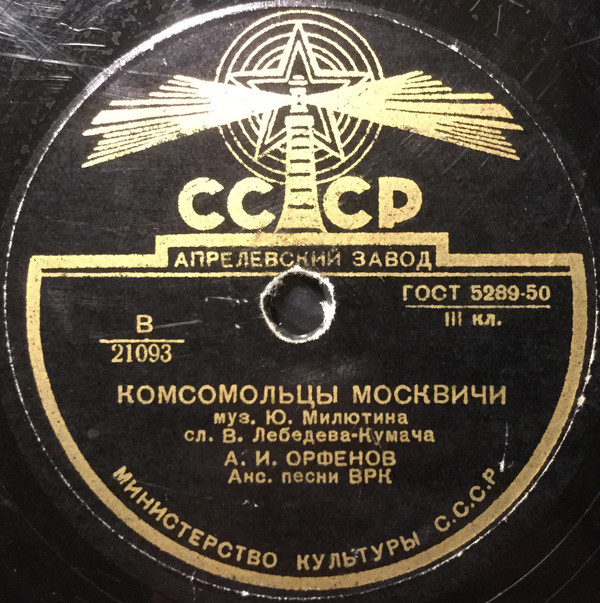 СССР
АПРЕЛЕВСКИЙ ЗАВОД
ГОСТ 5289-50
III кл.
В
21093
КОМСОМОЛЬЦЫ МОСКВИЧИ
муз. Ю. Милютина
сл. В. Лебедева-Кумача
А. И. ОРФЕНОВ
Анс. песни ВРК
МИНИСТЕРСТВО КУЛЬТУРЫ С.С.С.Р